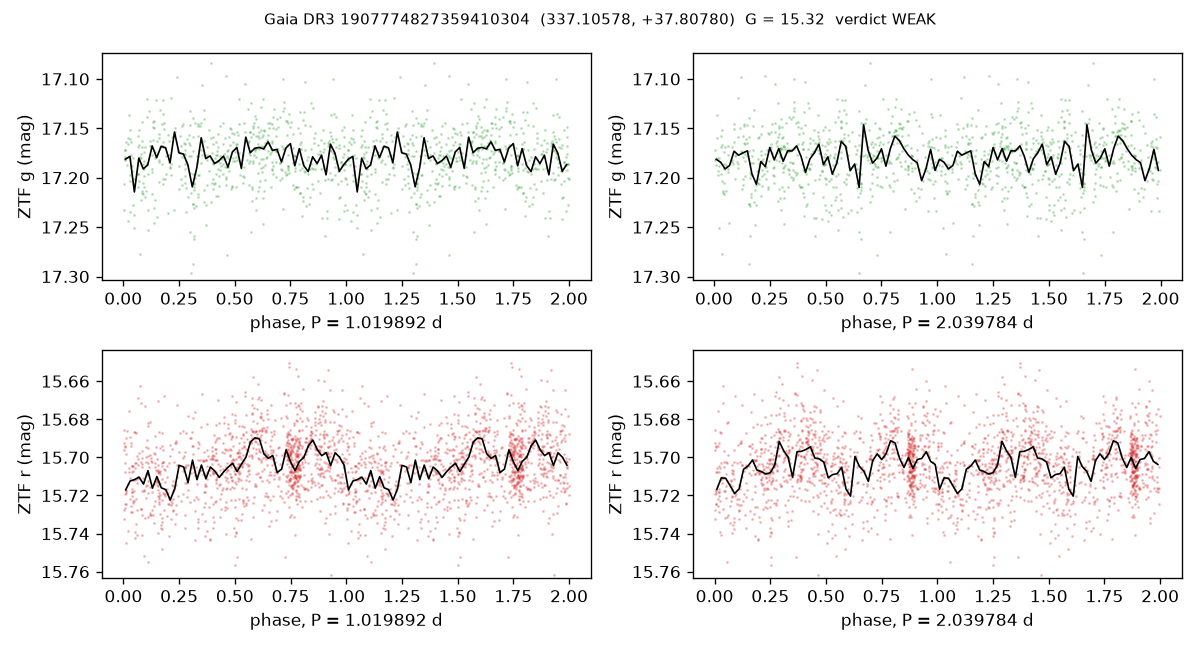 Gaia DR3 1907774827359410304  (337.10578, +37.80780)  G = 15.32  verdict WEAK
ZTF g (mag)
17.10
17.15
17.20
17.25
17.30
0.00 0.25 0.50 0.75 1.00 1.25 1.50 1.75 2.00
phase, P = 1.019892 d
ZTF g (mag)
17.10
17.15
17.20
17.25
17.30
0.00 0.25 0.50 0.75 1.00 1.25 1.50 1.75 2.00
phase, P = 2.039784 d
ZTF r (mag)
15.66
15.68
15.70
15.72
15.74
15.76
0.00 0.25 0.50 0.75 1.00 1.25 1.50 1.75 2.00
phase, P = 1.019892 d
ZTF r (mag)
15.66
15.68
15.70
15.72
15.74
15.76
0.00 0.25 0.50 0.75 1.00 1.25 1.50 1.75 2.00
phase, P = 2.039784 d